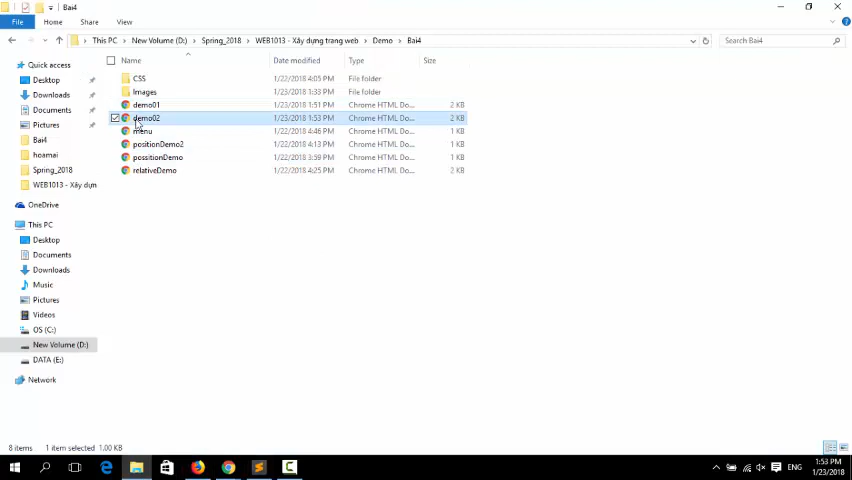 Bai4
File
Home
Share
View
This PC > New Volume (D:) > Spring_2018 > WEB1013 - Xây dựng trang web > Demo > Bai4
Search Bai4
Name Date modified Type Size
Quick access
Desktop
Downloads
Documents
Pictures
Bai4
hoamai
Spring_2018
WEB1013 - Xây dựn
OneDrive
This PC
Desktop
Documents
Downloads
Music
Pictures
Videos
OS (C:)
New Volume (D:)
DATA (E:)
Network
CSS 1/22/2018 4:05 PM File folder
Images 1/22/2018 1:33 PM File folder
demo01 1/23/2018 1:51 PM Chrome HTML Do... 2 KB
demo02 1/23/2018 1:53 PM Chrome HTML Do... 2 KB
menu 1/22/2018 4:46 PM Chrome HTML Do... 1 KB
positionDemo2 1/22/2018 4:13 PM Chrome HTML Do... 1 KB
possitionDemo 1/22/2018 3:59 PM Chrome HTML Do... 1 KB
relativeDemo 1/22/2018 4:25 PM Chrome HTML Do... 2 KB
8 items 1 item selected 1.00 KB
ENG
1:53 PM
1/23/2018